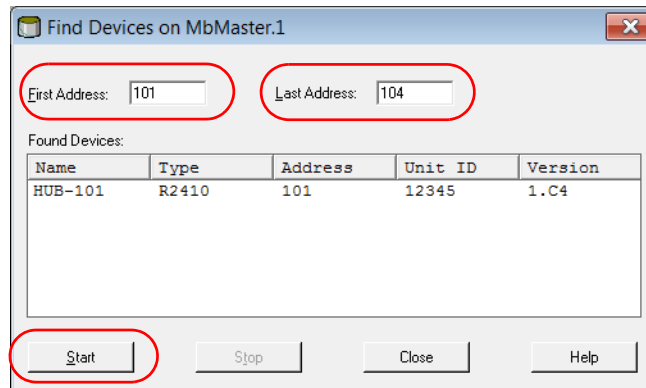 Find Devices on MbMaster.1
First Address: 101 Last Address: 104
Found Devices:
Name Type Address Unit ID Version
HUB-101 R2410 101 12345 1.C4
Start Stop Close Help